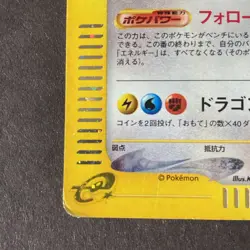 ポケパワー フォロー
この力は、このポケモンがベンチにいる
できる。この番の終わりまで、自分のバ
「エネルギー」は、すべてなくなる(そのポ
消える)。
ドラゴン
コインを2回投げ、「おもて」の数×40ダ
弱点 抵抗力
©Pokémon
Illus.K